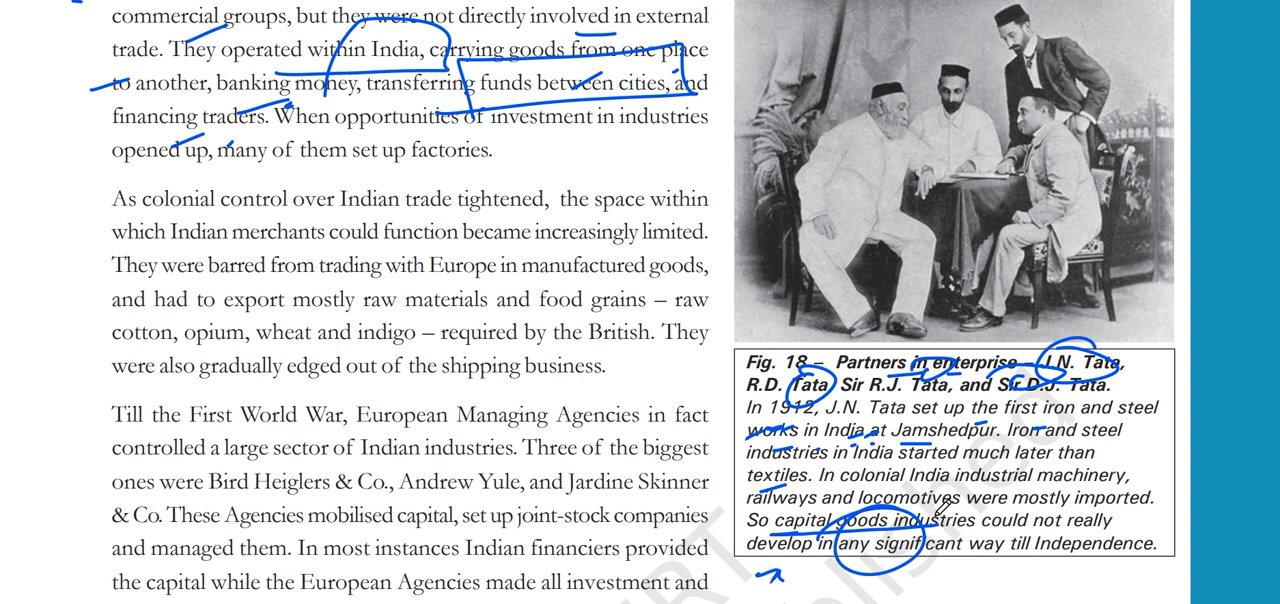 commercial groups, but they were not directly involved in external
trade. They operated within India, carrying goods from one place
to another, banking money, transferring funds between cities, and
financing traders. When opportunities of investment in industries
opened up, many of them set up factories.
As colonial control over Indian trade tightened, the space within
which Indian merchants could function became increasingly limited.
They were barred from trading with Europe in manufactured goods,
and had to export mostly raw materials and food grains – raw
cotton, opium, wheat and indigo – required by the British. They
were also gradually edged out of the shipping business.
Till the First World War, European Managing Agencies in fact
controlled a large sector of Indian industries. Three of the biggest
ones were Bird Heiglers & Co., Andrew Yule, and Jardine Skinner
& Co. These Agencies mobilised capital, set up joint-stock companies
and managed them. In most instances Indian financiers provided
the capital while the European Agencies made all investment and
Fig. 18 – Partners in enterprise – J.N. Tata,
R.D. Tata, Sir R.J. Tata, and Sir D.J. Tata.
In 1912, J.N. Tata set up the first iron and steel
works in India at Jamshedpur. Iron and steel
industries in India started much later than
textiles. In colonial India industrial machinery,
railways and locomotives were mostly imported.
So capital goods industries could not really
develop in any significant way till Independence.